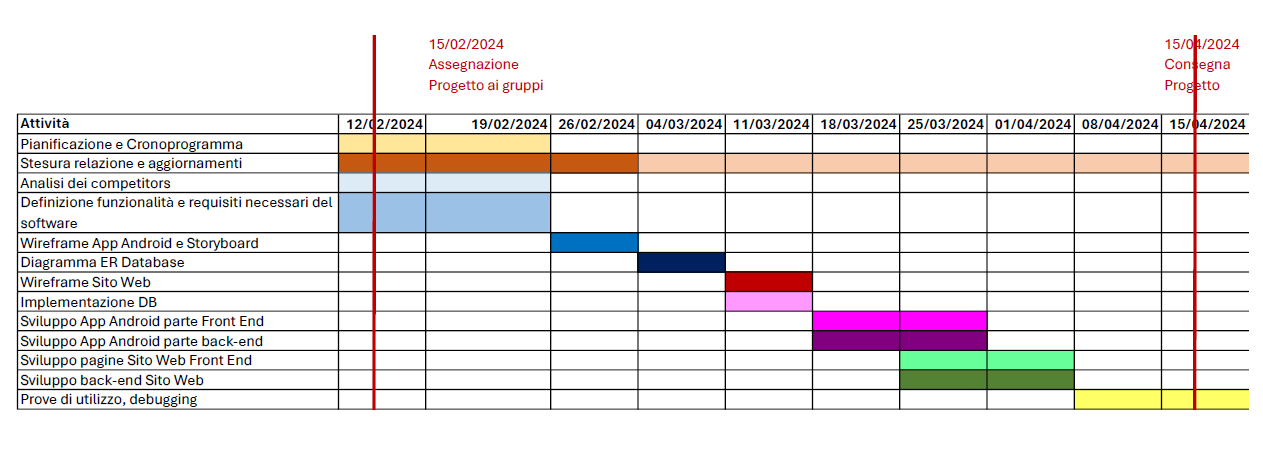 15/02/2024
Assegnazione
Progetto ai gruppi
15/04/2024
Consegna
Progetto
Attività 12/02/2024 19/02/2024 26/02/2024 04/03/2024 11/03/2024 18/03/2024 25/03/2024 01/04/2024 08/04/2024 15/04/2024
Pianificazione e Cronoprogramma
Stesura relazione e aggiornamenti
Analisi dei competitors
Definizione funzionalità e requisiti necessari del
software
Wireframe App Android e Storyboard
Diagramma ER Database
Wireframe Sito Web
Implementazione DB
Sviluppo App Android parte Front End
Sviluppo App Android parte back-end
Sviluppo pagine Sito Web Front End
Sviluppo back-end Sito Web
Prove di utilizzo, debugging